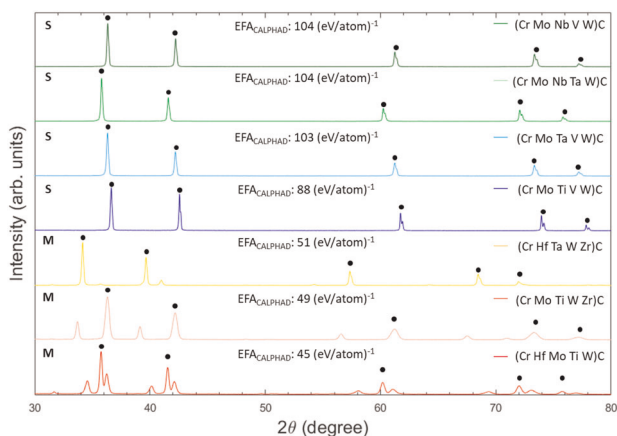 S EFA_CALPHAD: 104 (eV/atom)-1 (Cr Mo Nb V W)C
S EFA_CALPHAD: 104 (eV/atom)-1 (Cr Mo Nb Ta W)C
S EFA_CALPHAD: 103 (eV/atom)-1 (Cr Mo Ta V W)C
S EFA_CALPHAD: 88 (eV/atom)-1 (Cr Mo Ti V W)C
M EFA_CALPHAD: 51 (eV/atom)-1 (Cr Hf Ta W Zr)C
M EFA_CALPHAD: 49 (eV/atom)-1 (Cr Mo Ti W Zr)C
M EFA_CALPHAD: 45 (eV/atom)-1 (Cr Hf Mo Ti W)C
Intensity (arb. units)
30 40 50 60 70 80
2θ (degree)